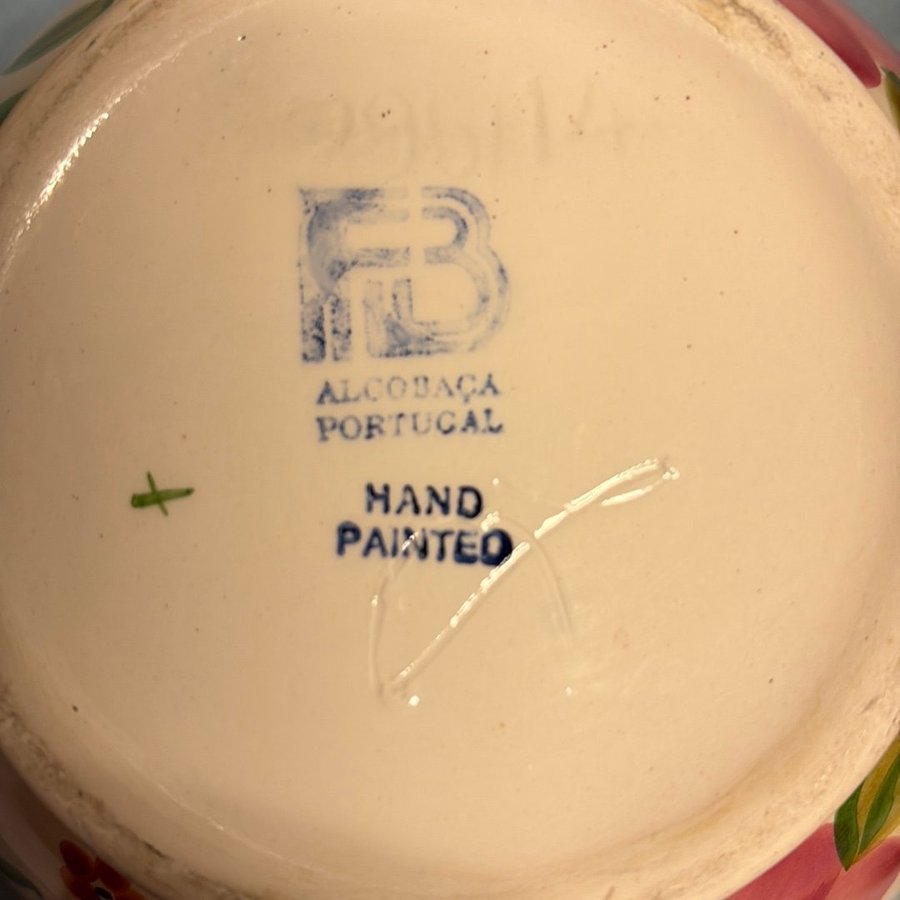 FB
ALCOBAÇA
PORTUGAL
HAND
PAINTED